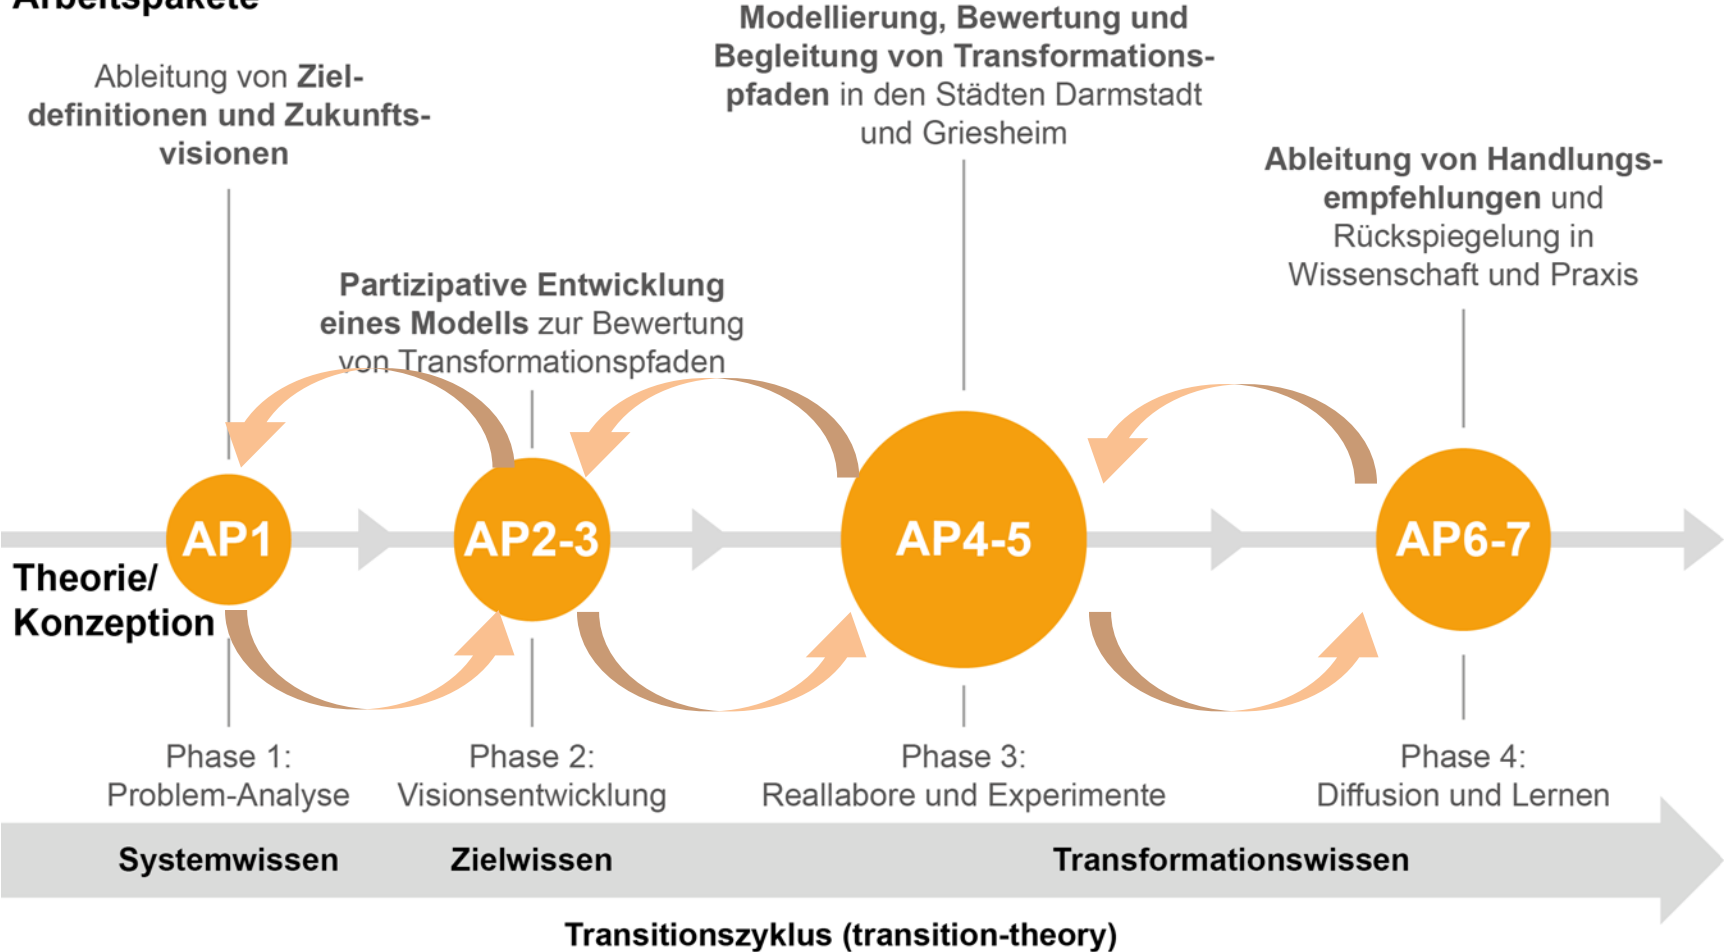 Arbeitspakete
Ableitung von Ziel-
definitionen und Zukunfts-
visionen
Partizipative Entwicklung
eines Modells zur Bewertung
von Transformationspfaden
Modellierung, Bewertung und
Begleitung von Transformations-
pfaden in den Städten Darmstadt
und Griesheim
Ableitung von Handlungs-
empfehlungen und
Rückspiegelung in
Wissenschaft und Praxis
AP1
AP2-3
AP4-5
AP6-7
Theorie/
Konzeption
Phase 1:
Problem-Analyse
Phase 2:
Visionsentwicklung
Phase 3:
Reallabore und Experimente
Phase 4:
Diffusion und Lernen
Systemwissen
Zielwissen
Transformationswissen
Transitionszyklus (transition-theory)